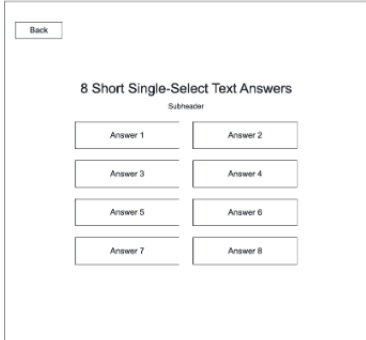 Back
8 Short Single-Select Text Answers
Subheader
Answer 1 Answer 2
Answer 3 Answer 4
Answer 5 Answer 6
Answer 7 Answer 8